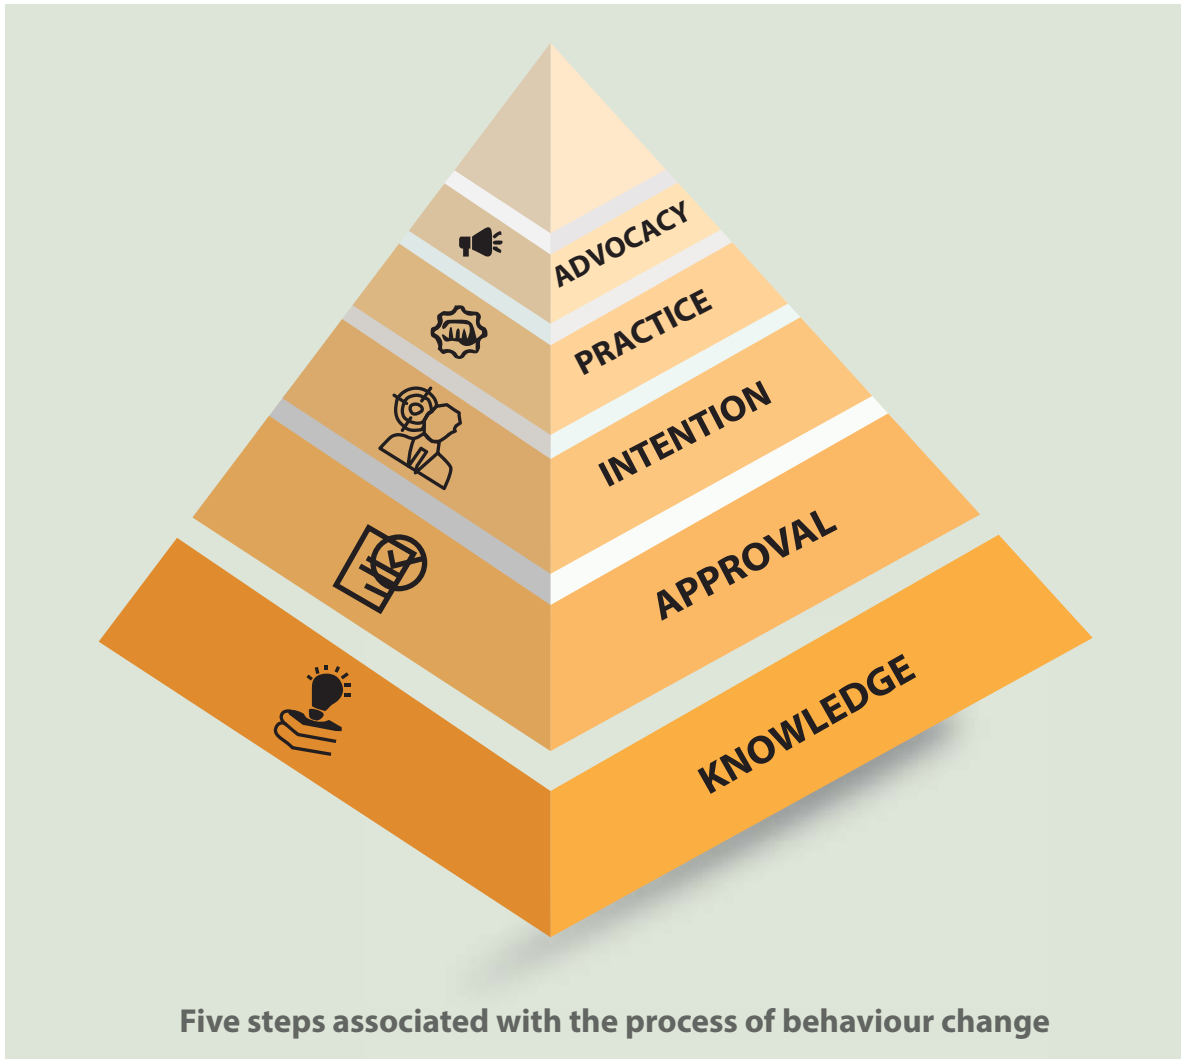 ADVOCACY
PRACTICE
INTENTION
APPROVAL
KNOWLEDGE
Five steps associated with the process of behaviour change